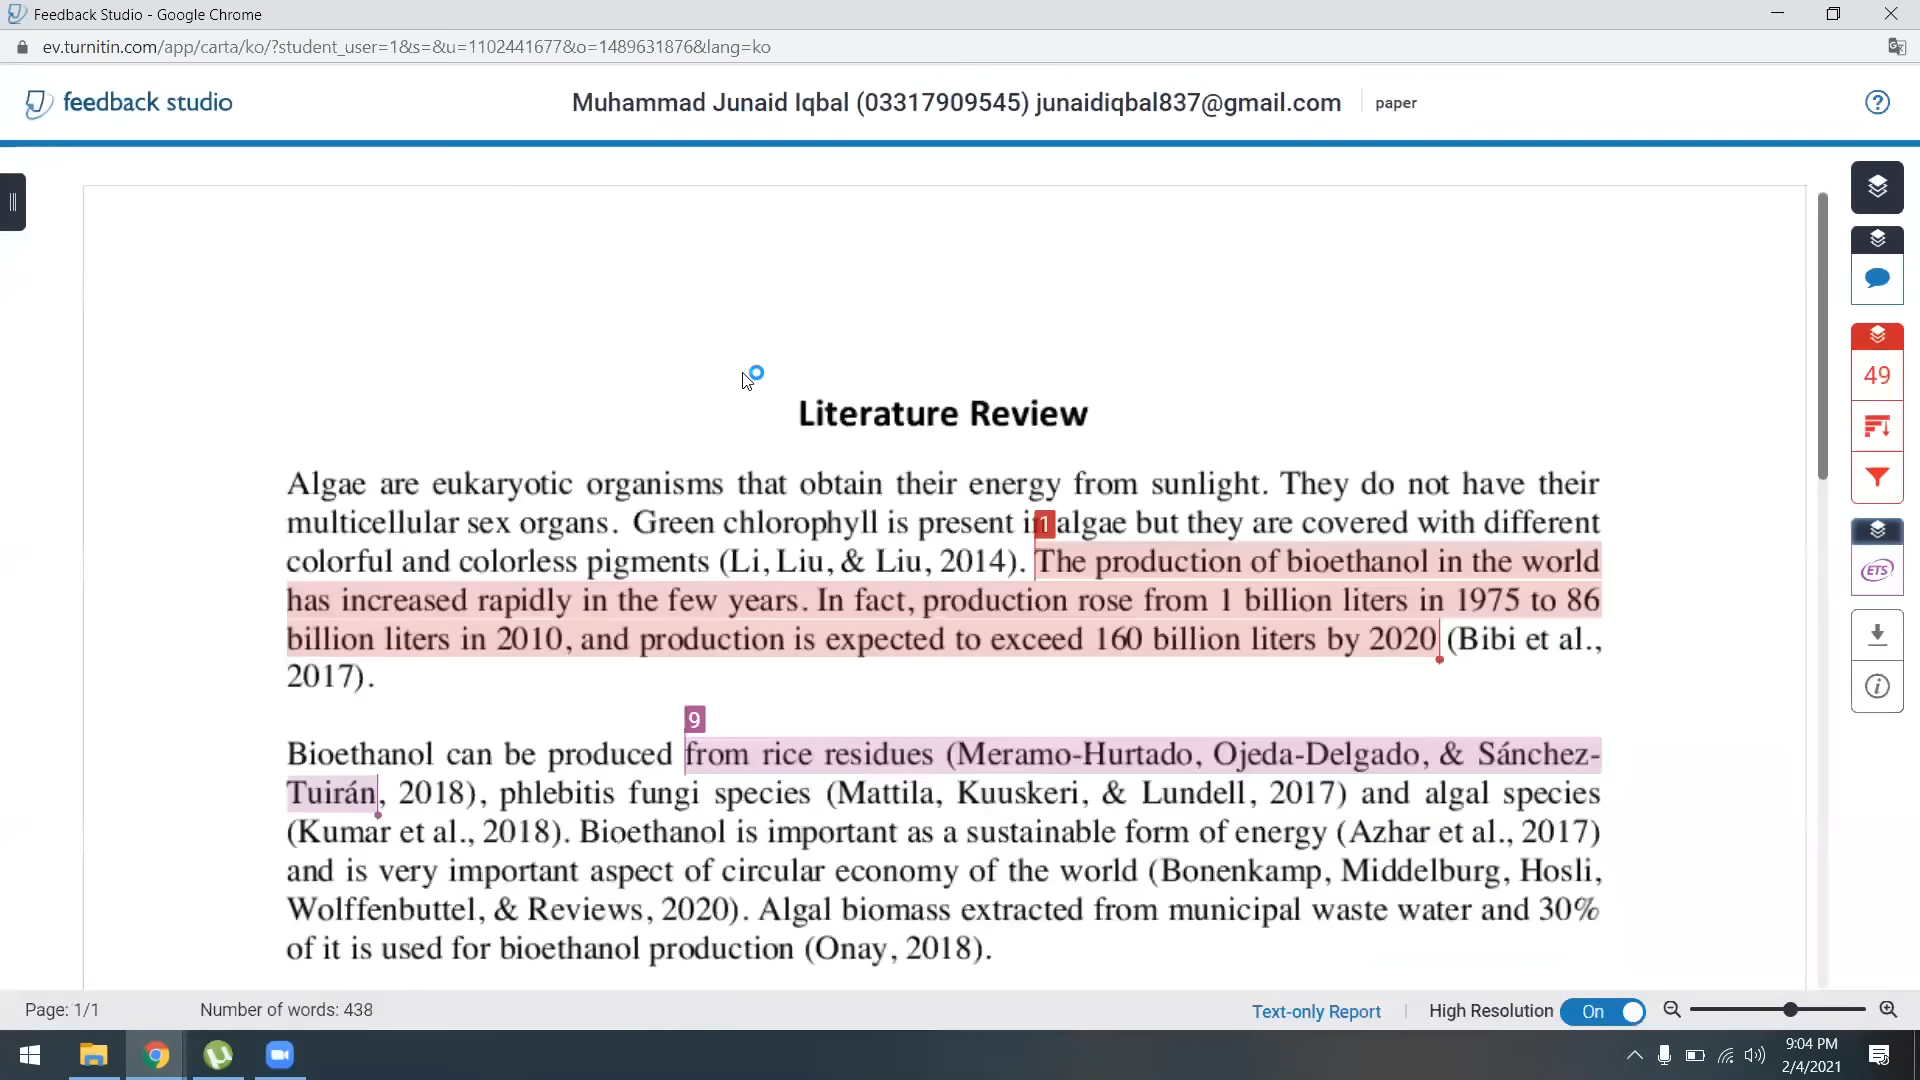 Feedback Studio - Google Chrome
ev.turnitin.com/app/carta/ko/?student_user=1&s=&u=1102441677&o=1489631876&lang=ko
feedback studio
Muhammad Junaid Iqbal (03317909545) junaidiqbal837@gmail.com
paper
?
Literature Review
Algae are eukaryotic organisms that obtain their energy from sunlight. They do not have their
multicellular sex organs. Green chlorophyll is present in algae but they are covered with different
1
colorful and colorless pigments (Li, Liu, & Liu, 2014). The production of bioethanol in the world
has increased rapidly in the few years. In fact, production rose from 1 billion liters in 1975 to 86
billion liters in 2010, and production is expected to exceed 160 billion liters by 2020 (Bibi et al.,
2017).
9
Bioethanol can be produced from rice residues (Meramo-Hurtado, Ojeda-Delgado, & Sánchez-
Tuirán, 2018), phlebitis fungi species (Mattila, Kuuskeri, & Lundell, 2017) and algal species
(Kumar et al., 2018). Bioethanol is important as a sustainable form of energy (Azhar et al., 2017)
and is very important aspect of circular economy of the world (Bonenkamp, Middelburg, Hosli,
Wolffenbuttel, & Reviews, 2020). Algal biomass extracted from municipal waste water and 30%
of it is used for bioethanol production (Onay, 2018).
49
ETS
Page: 1/1
Number of words: 438
Text-only Report
High Resolution
On
9:04 PM
2/4/2021